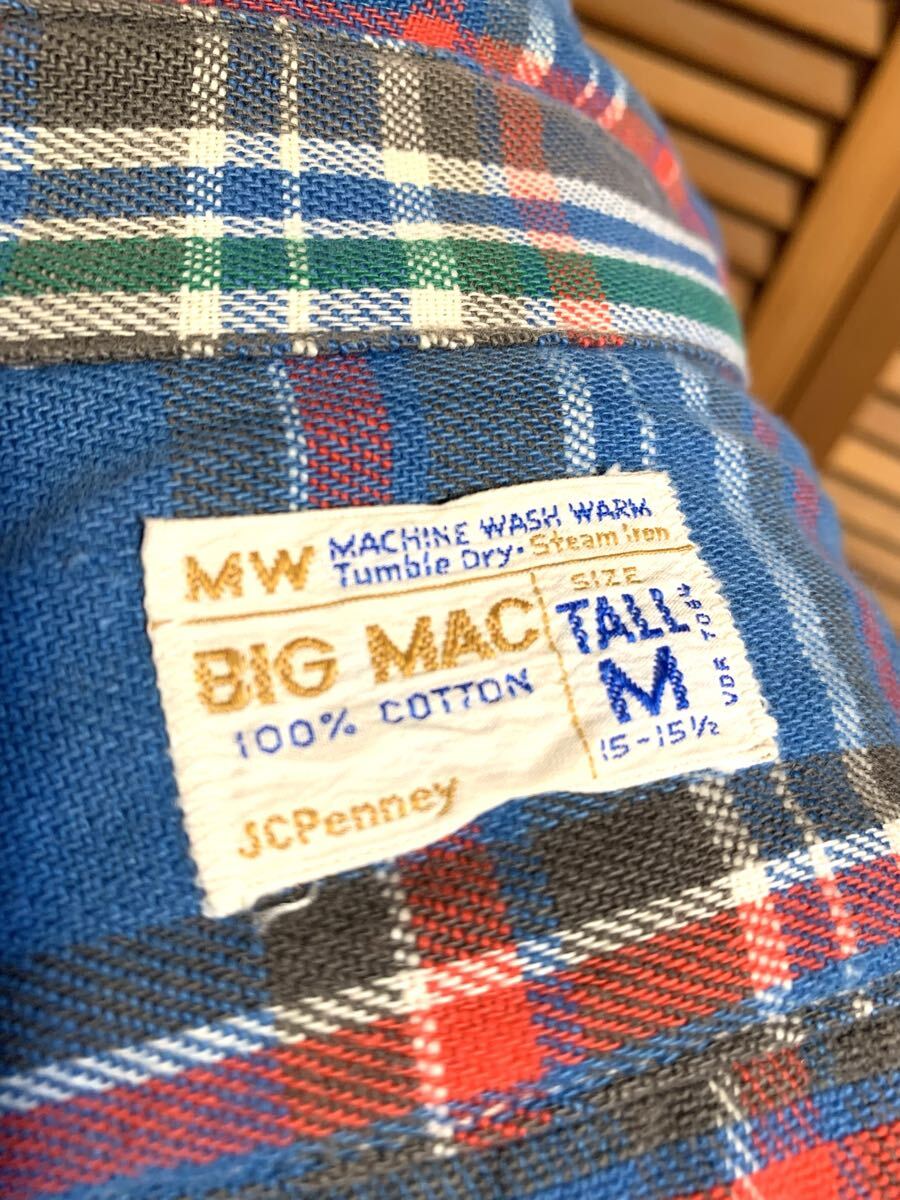 MW MACHINE WASH WARM
Tumble Dry • Steam iron
BIG MAC
100% COTTON
JCPenney
SIZE
TALL
M
15-15½